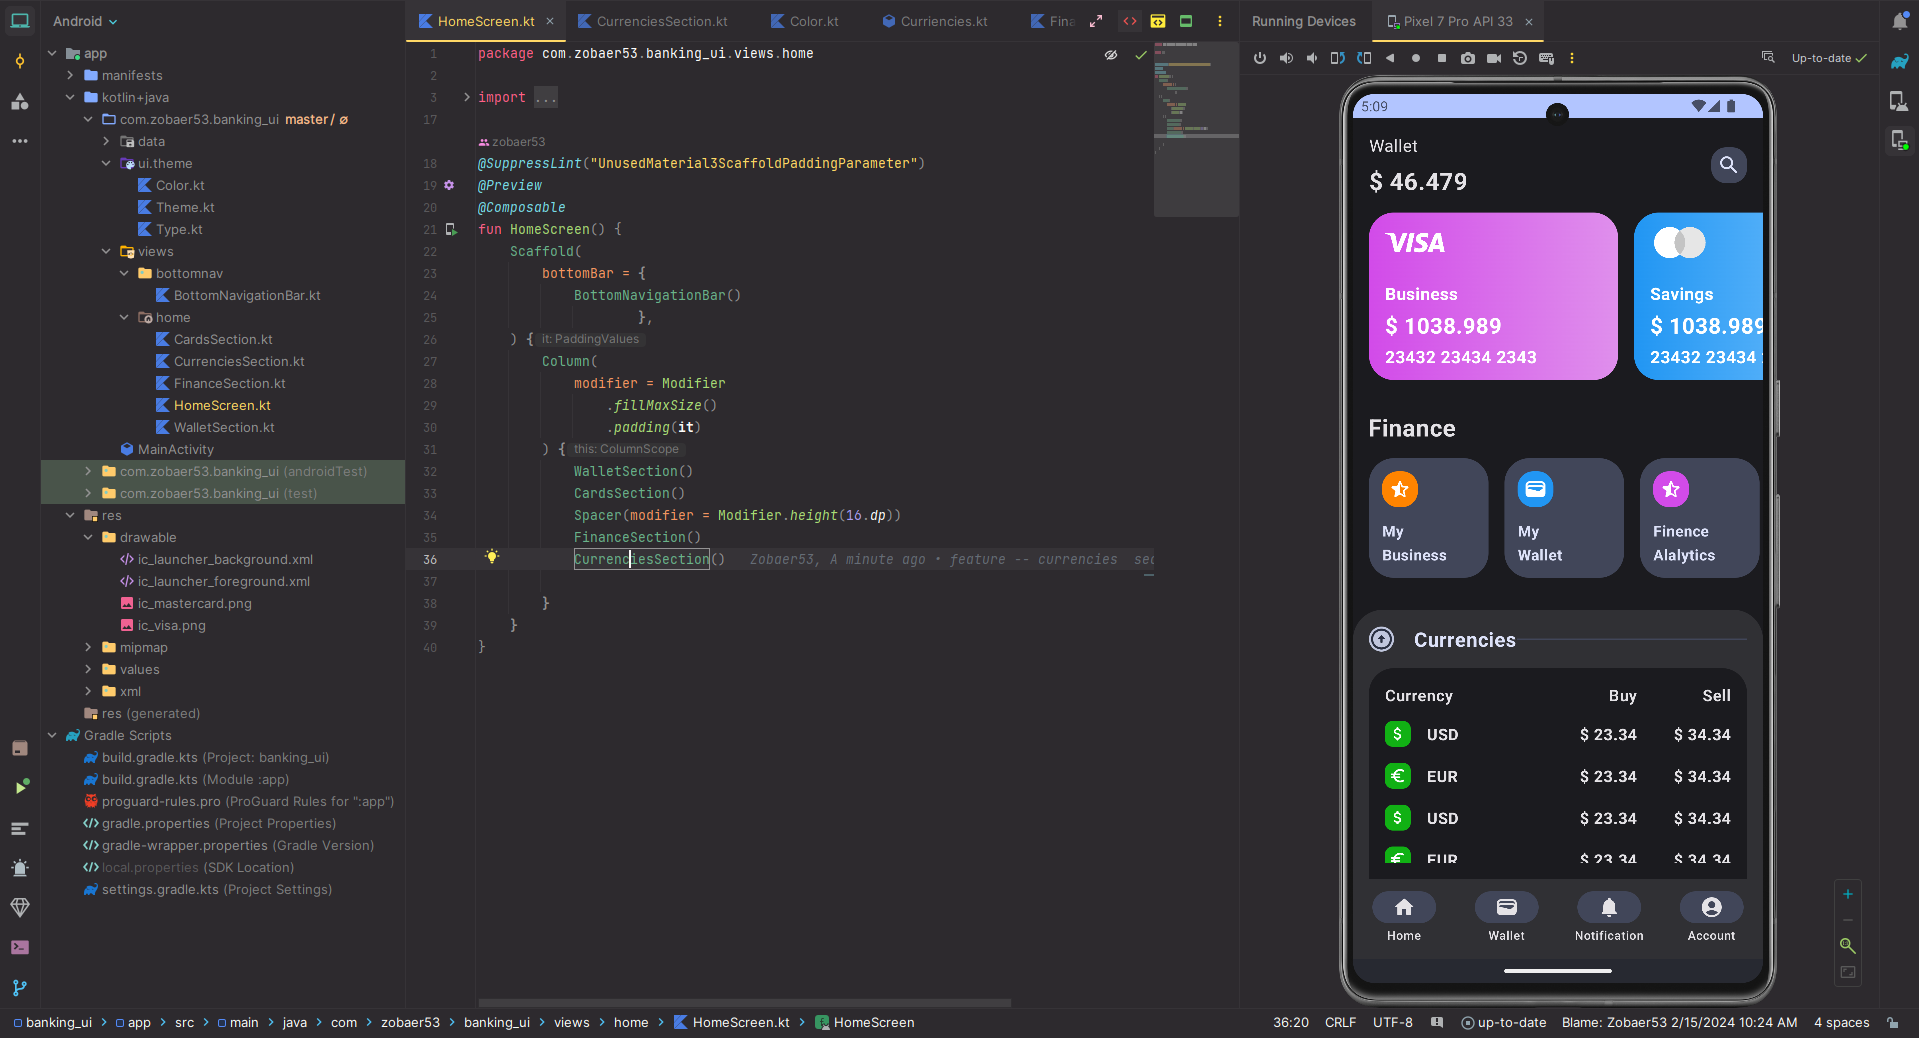 Android
HomeScreen.kt
CurrenciesSection.kt
Color.kt
Curriencies.kt
Fina
Running Devices
Pixel 7 Pro API 33
Up-to-date
app
manifests
kotlin+java
com.zobaer53.banking_ui master / ø
data
ui.theme
Color.kt
Theme.kt
Type.kt
views
bottomnav
BottomNavigationBar.kt
home
CardsSection.kt
CurrenciesSection.kt
FinanceSection.kt
HomeScreen.kt
WalletSection.kt
MainActivity
com.zobaer53.banking_ui (androidTest)
com.zobaer53.banking_ui (test)
res
drawable
ic_launcher_background.xml
ic_launcher_foreground.xml
ic_mastercard.png
ic_visa.png
mipmap
values
xml
res (generated)
Gradle Scripts
build.gradle.kts (Project: banking_ui)
build.gradle.kts (Module :app)
proguard-rules.pro (ProGuard Rules for ":app")
gradle.properties (Project Properties)
gradle-wrapper.properties (Gradle Version)
local.properties (SDK Location)
settings.gradle.kts (Project Settings)
1 package com.zobaer53.banking_ui.views.home
2
3 import ...
17
zobaer53
18 @SuppressLint("UnusedMaterial3ScaffoldPaddingParameter")
19 @Preview
20 @Composable
21 fun HomeScreen() {
22 Scaffold(
23 bottomBar = {
24 BottomNavigationBar()
25 },
26 ) { it: PaddingValues
27 Column(
28 modifier = Modifier
29 .fillMaxSize()
30 .padding(it)
31 ) { this: ColumnScope
32 WalletSection()
33 CardsSection()
34 Spacer(modifier = Modifier.height(16.dp))
35 FinanceSection()
36 CurrenciesSection() Zobaer53, A minute ago • feature -- currencies sec
37
38 }
39 }
40 }
5:09
Wallet
$ 46.479
VISA
Business
$ 1038.989
23432 23434 2343
Savings
$ 1038.989
23432 23434
Finance
My
Business
My
Wallet
Finence
Alalytics
Currencies
Currency Buy Sell
$ USD $ 23.34 $ 34.34
€ EUR $ 23.34 $ 34.34
$ USD $ 23.34 $ 34.34
€ EUR $ 23.34 $ 34.34
Home Wallet Notification Account
banking_ui > app > src > main > java > com > zobaer53 > banking_ui > views > home > HomeScreen.kt > HomeScreen
36:20 CRLF UTF-8 up-to-date Blame: Zobaer53 2/15/2024 10:24 AM 4 spaces